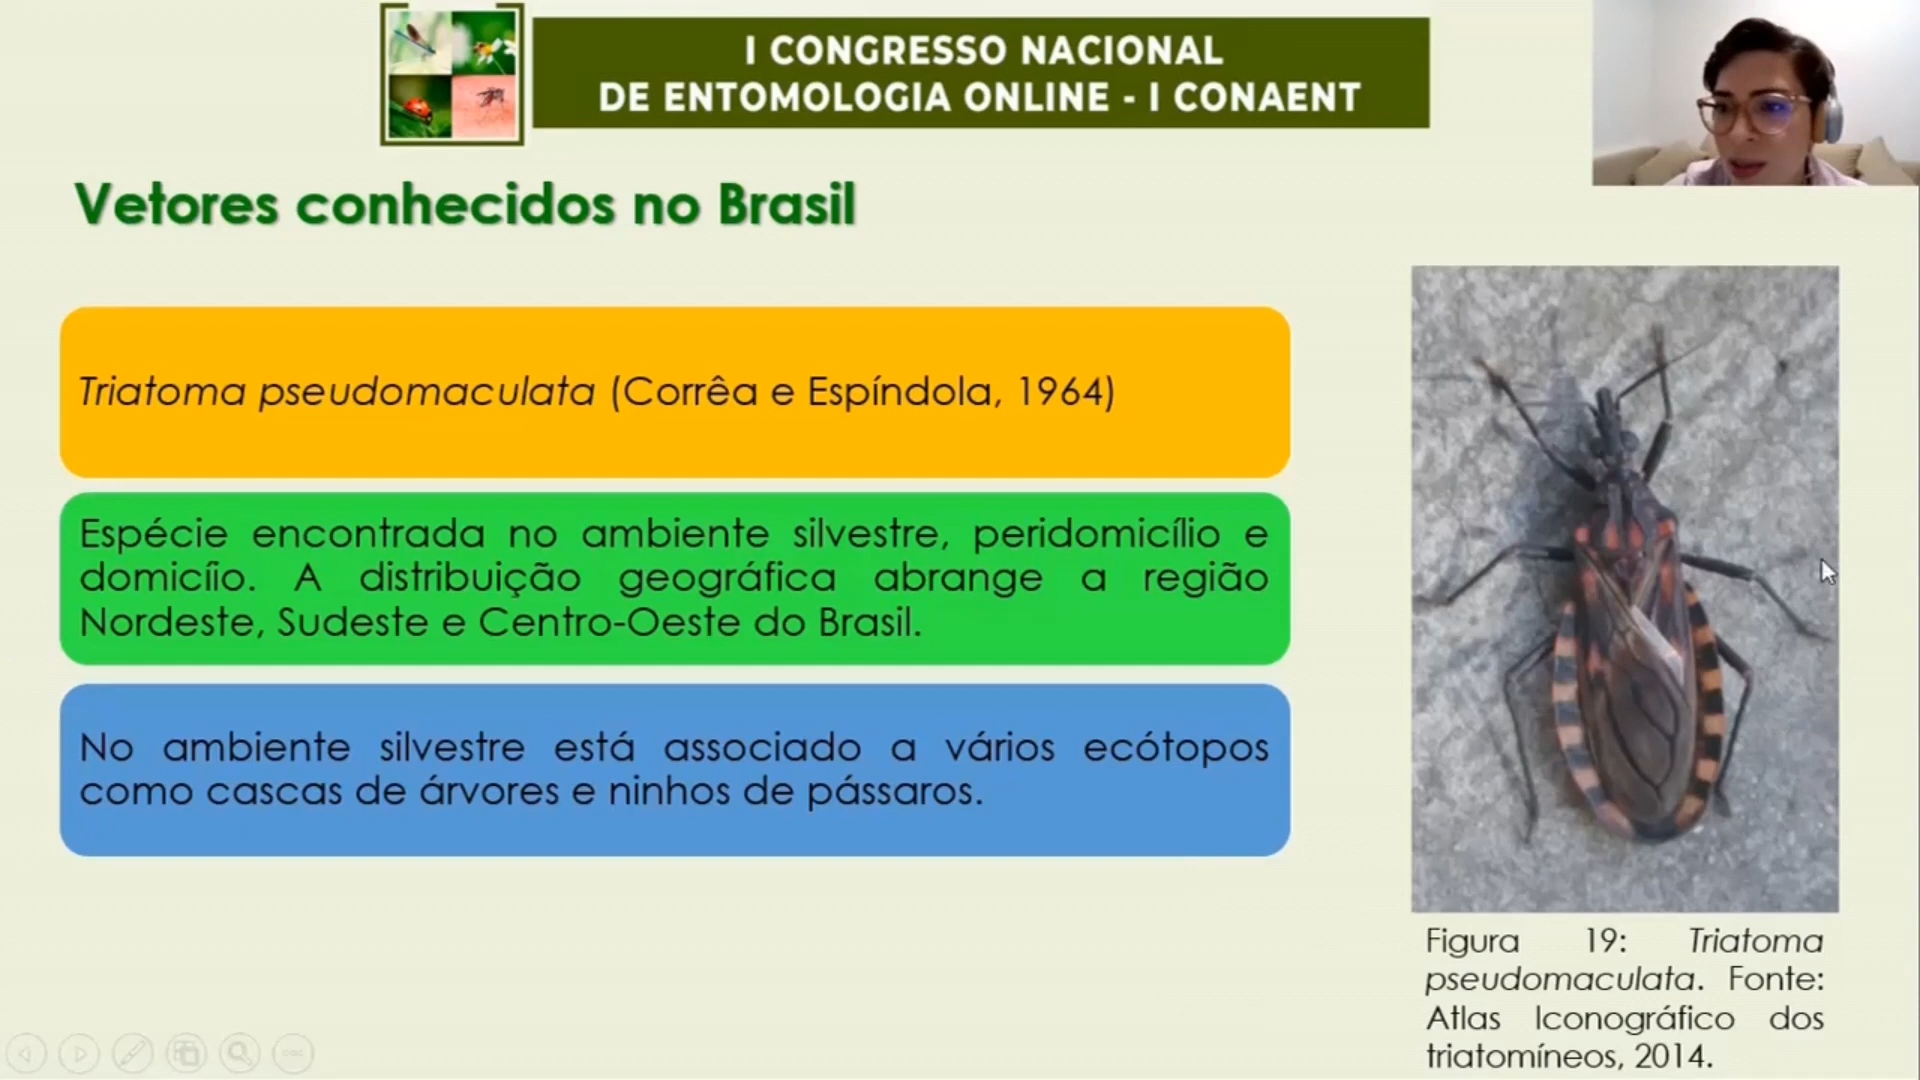 I CONGRESSO NACIONAL
DE ENTOMOLOGIA ONLINE - I CONAENT
Vetores conhecidos no Brasil
Triatoma pseudomaculata (Corrêa e Espíndola, 1964)
Espécie encontrada no ambiente silvestre, peridomicílio e
domicíio. A distribuição geográfica abrange a região
Nordeste, Sudeste e Centro-Oeste do Brasil.
No ambiente silvestre está associado a vários ecótopos
como cascas de árvores e ninhos de pássaros.
Figura 19: Triatoma
pseudomaculata. Fonte:
Atlas Iconográfico dos
triatomíneos, 2014.